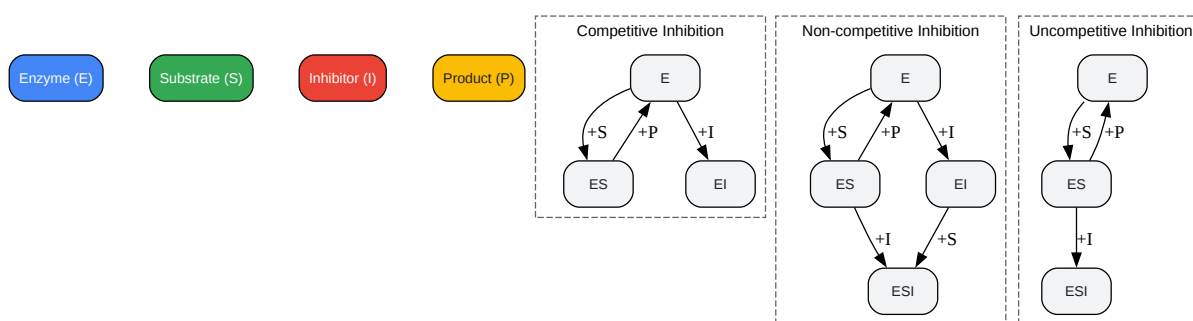 Enzyme (E)
Substrate (S)
Inhibitor (I)
Product (P)
Competitive Inhibition
E
+S
+P
+I
ES
EI
Non-competitive Inhibition
E
+S
+P
+I
ES
EI
+I
+S
ESI
Uncompetitive Inhibition
E
+S
+P
ES
+I
ESI